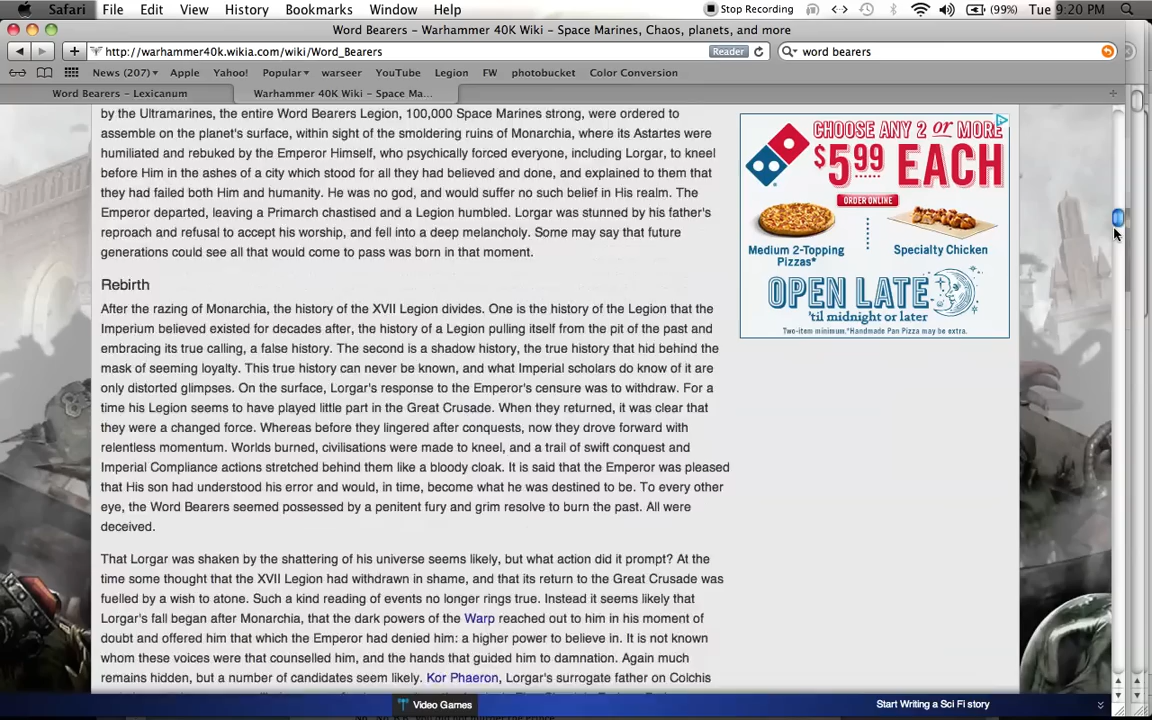 Safari File Edit View History Bookmarks Window Help Stop Recording (99%) Tue 9:20 PM
Word Bearers – Warhammer 40K Wiki – Space Marines, Chaos, planets, and more
http://warhammer40k.wikia.com/wiki/Word_Bearers Reader word bearers
News (207) Apple Yahoo! Popular warseer YouTube Legion FW photobucket Color Conversion
Word Bearers – Lexicanum Warhammer 40K Wiki – Space Ma...
by the Ultramarines, the entire Word Bearers Legion, 100,000 Space Marines strong, were ordered to
assemble on the planet's surface, within sight of the smoldering ruins of Monarchia, where its Astartes were
humiliated and rebuked by the Emperor Himself, who psychically forced everyone, including Lorgar, to kneel
before Him in the ashes of a city which stood for all they had believed and done, and explained to them that
they had failed both Him and humanity. He was no god, and would suffer no such belief in His realm. The
Emperor departed, leaving a Primarch chastised and a Legion humbled. Lorgar was stunned by his father's
reproach and refusal to accept his worship, and fell into a deep melancholy. Some may say that future
generations could see all that would come to pass was born in that moment.
Rebirth
After the razing of Monarchia, the history of the XVII Legion divides. One is the history of the Legion that the
Imperium believed existed for decades after, the history of a Legion pulling itself from the pit of the past and
embracing its true calling, a false history. The second is a shadow history, the true history that hid behind the
mask of seeming loyalty. This true history can never be known, and what Imperial scholars do know of it are
only distorted glimpses. On the surface, Lorgar's response to the Emperor's censure was to withdraw. For a
time his Legion seems to have played little part in the Great Crusade. When they returned, it was clear that
they were a changed force. Whereas before they lingered after conquests, now they drove forward with
relentless momentum. Worlds burned, civilisations were made to kneel, and a trail of swift conquest and
Imperial Compliance actions stretched behind them like a bloody cloak. It is said that the Emperor was pleased
that His son had understood his error and would, in time, become what he was destined to be. To every other
eye, the Word Bearers seemed possessed by a penitent fury and grim resolve to burn the past. All were
deceived.
That Lorgar was shaken by the shattering of his universe seems likely, but what action did it prompt? At the
time some thought that the XVII Legion had withdrawn in shame, and that its return to the Great Crusade was
fuelled by a wish to atone. Such a kind reading of events no longer rings true. Instead it seems likely that
Lorgar's fall began after Monarchia, that the dark powers of the Warp reached out to him in his moment of
doubt and offered him that which the Emperor had denied him: a higher power to believe in. It is not known
whom these voices were that counselled him, and the hands that guided him to damnation. Again much
remains hidden, but a number of candidates seem likely. Kor Phaeron, Lorgar's surrogate father on Colchis
CHOOSE ANY 2 OR MORE
$5.99 EACH
ORDER ONLINE
Medium 2-Topping
Pizzas*
Specialty Chicken
OPEN LATE
'til midnight or later
Two-item minimum. *Handmade Pan Pizza may be extra.
Video Games Start Writing a Sci Fi story